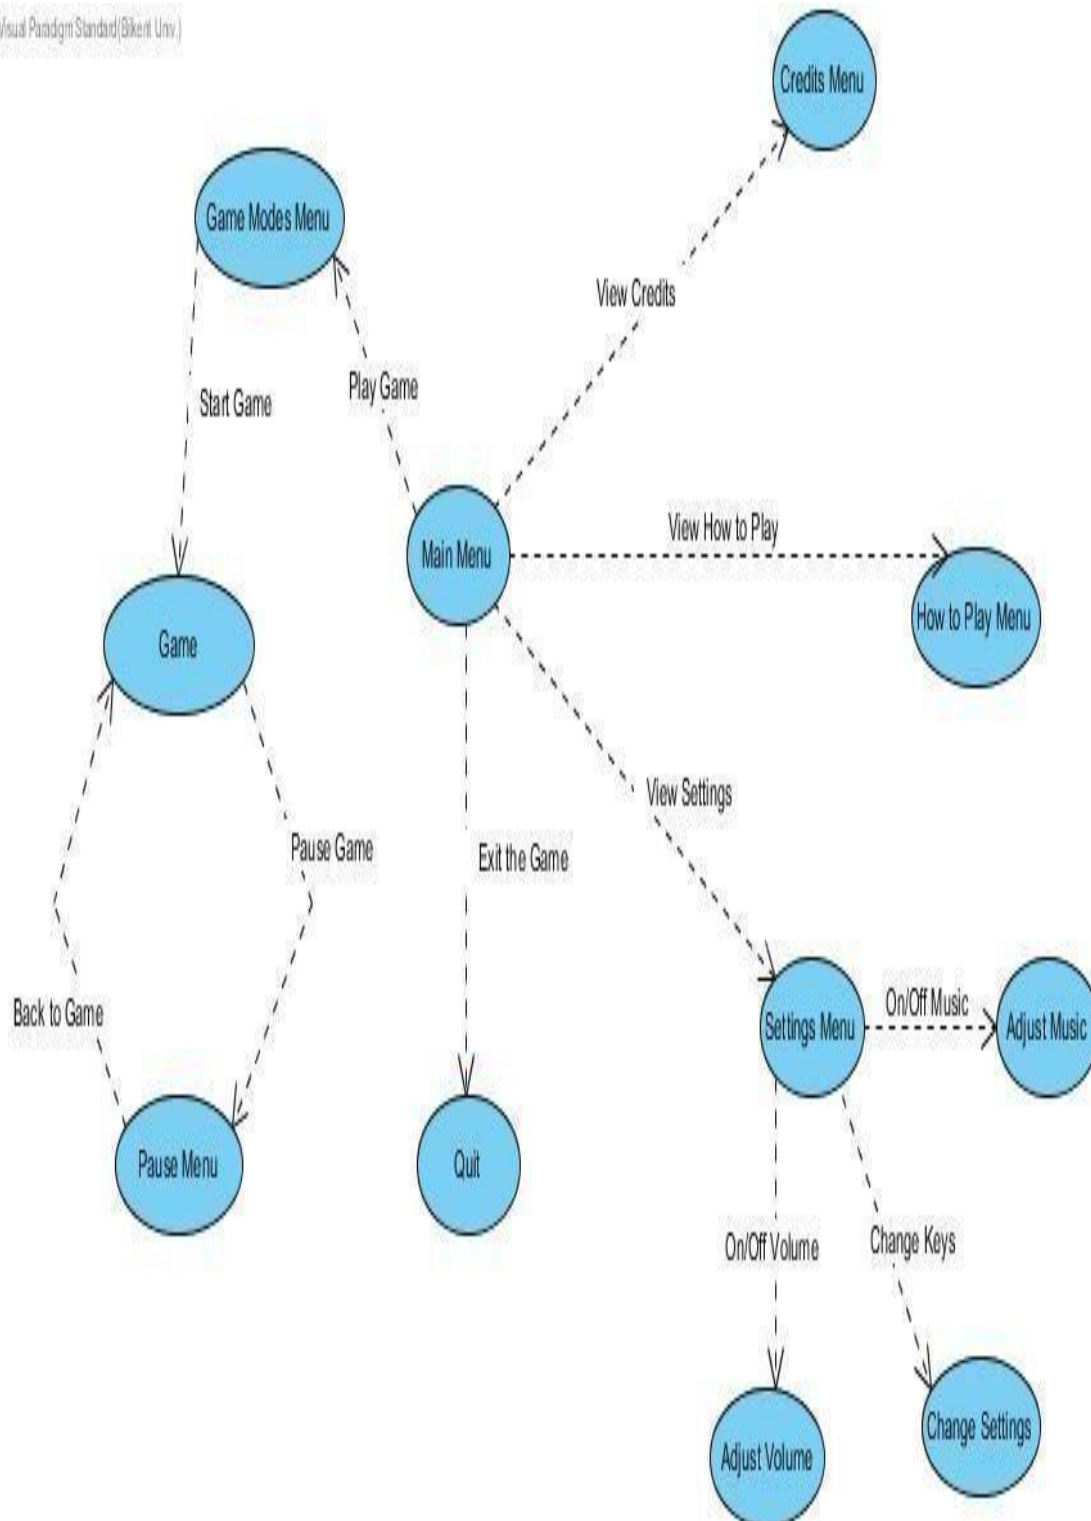 Visual Paradigm Standard(Bilkent Univ.)
Credits Menu
Game Modes Menu
View Credits
Play Game
Start Game
View How to Play
Main Menu
How to Play Menu
Game
View Settings
Pause Game
Exit the Game
On/Off Music
Back to Game
Settings Menu
Adjust Music
Pause Menu
Quit
Change Keys
On/Off Volume
Change Settings
Adjust Volume